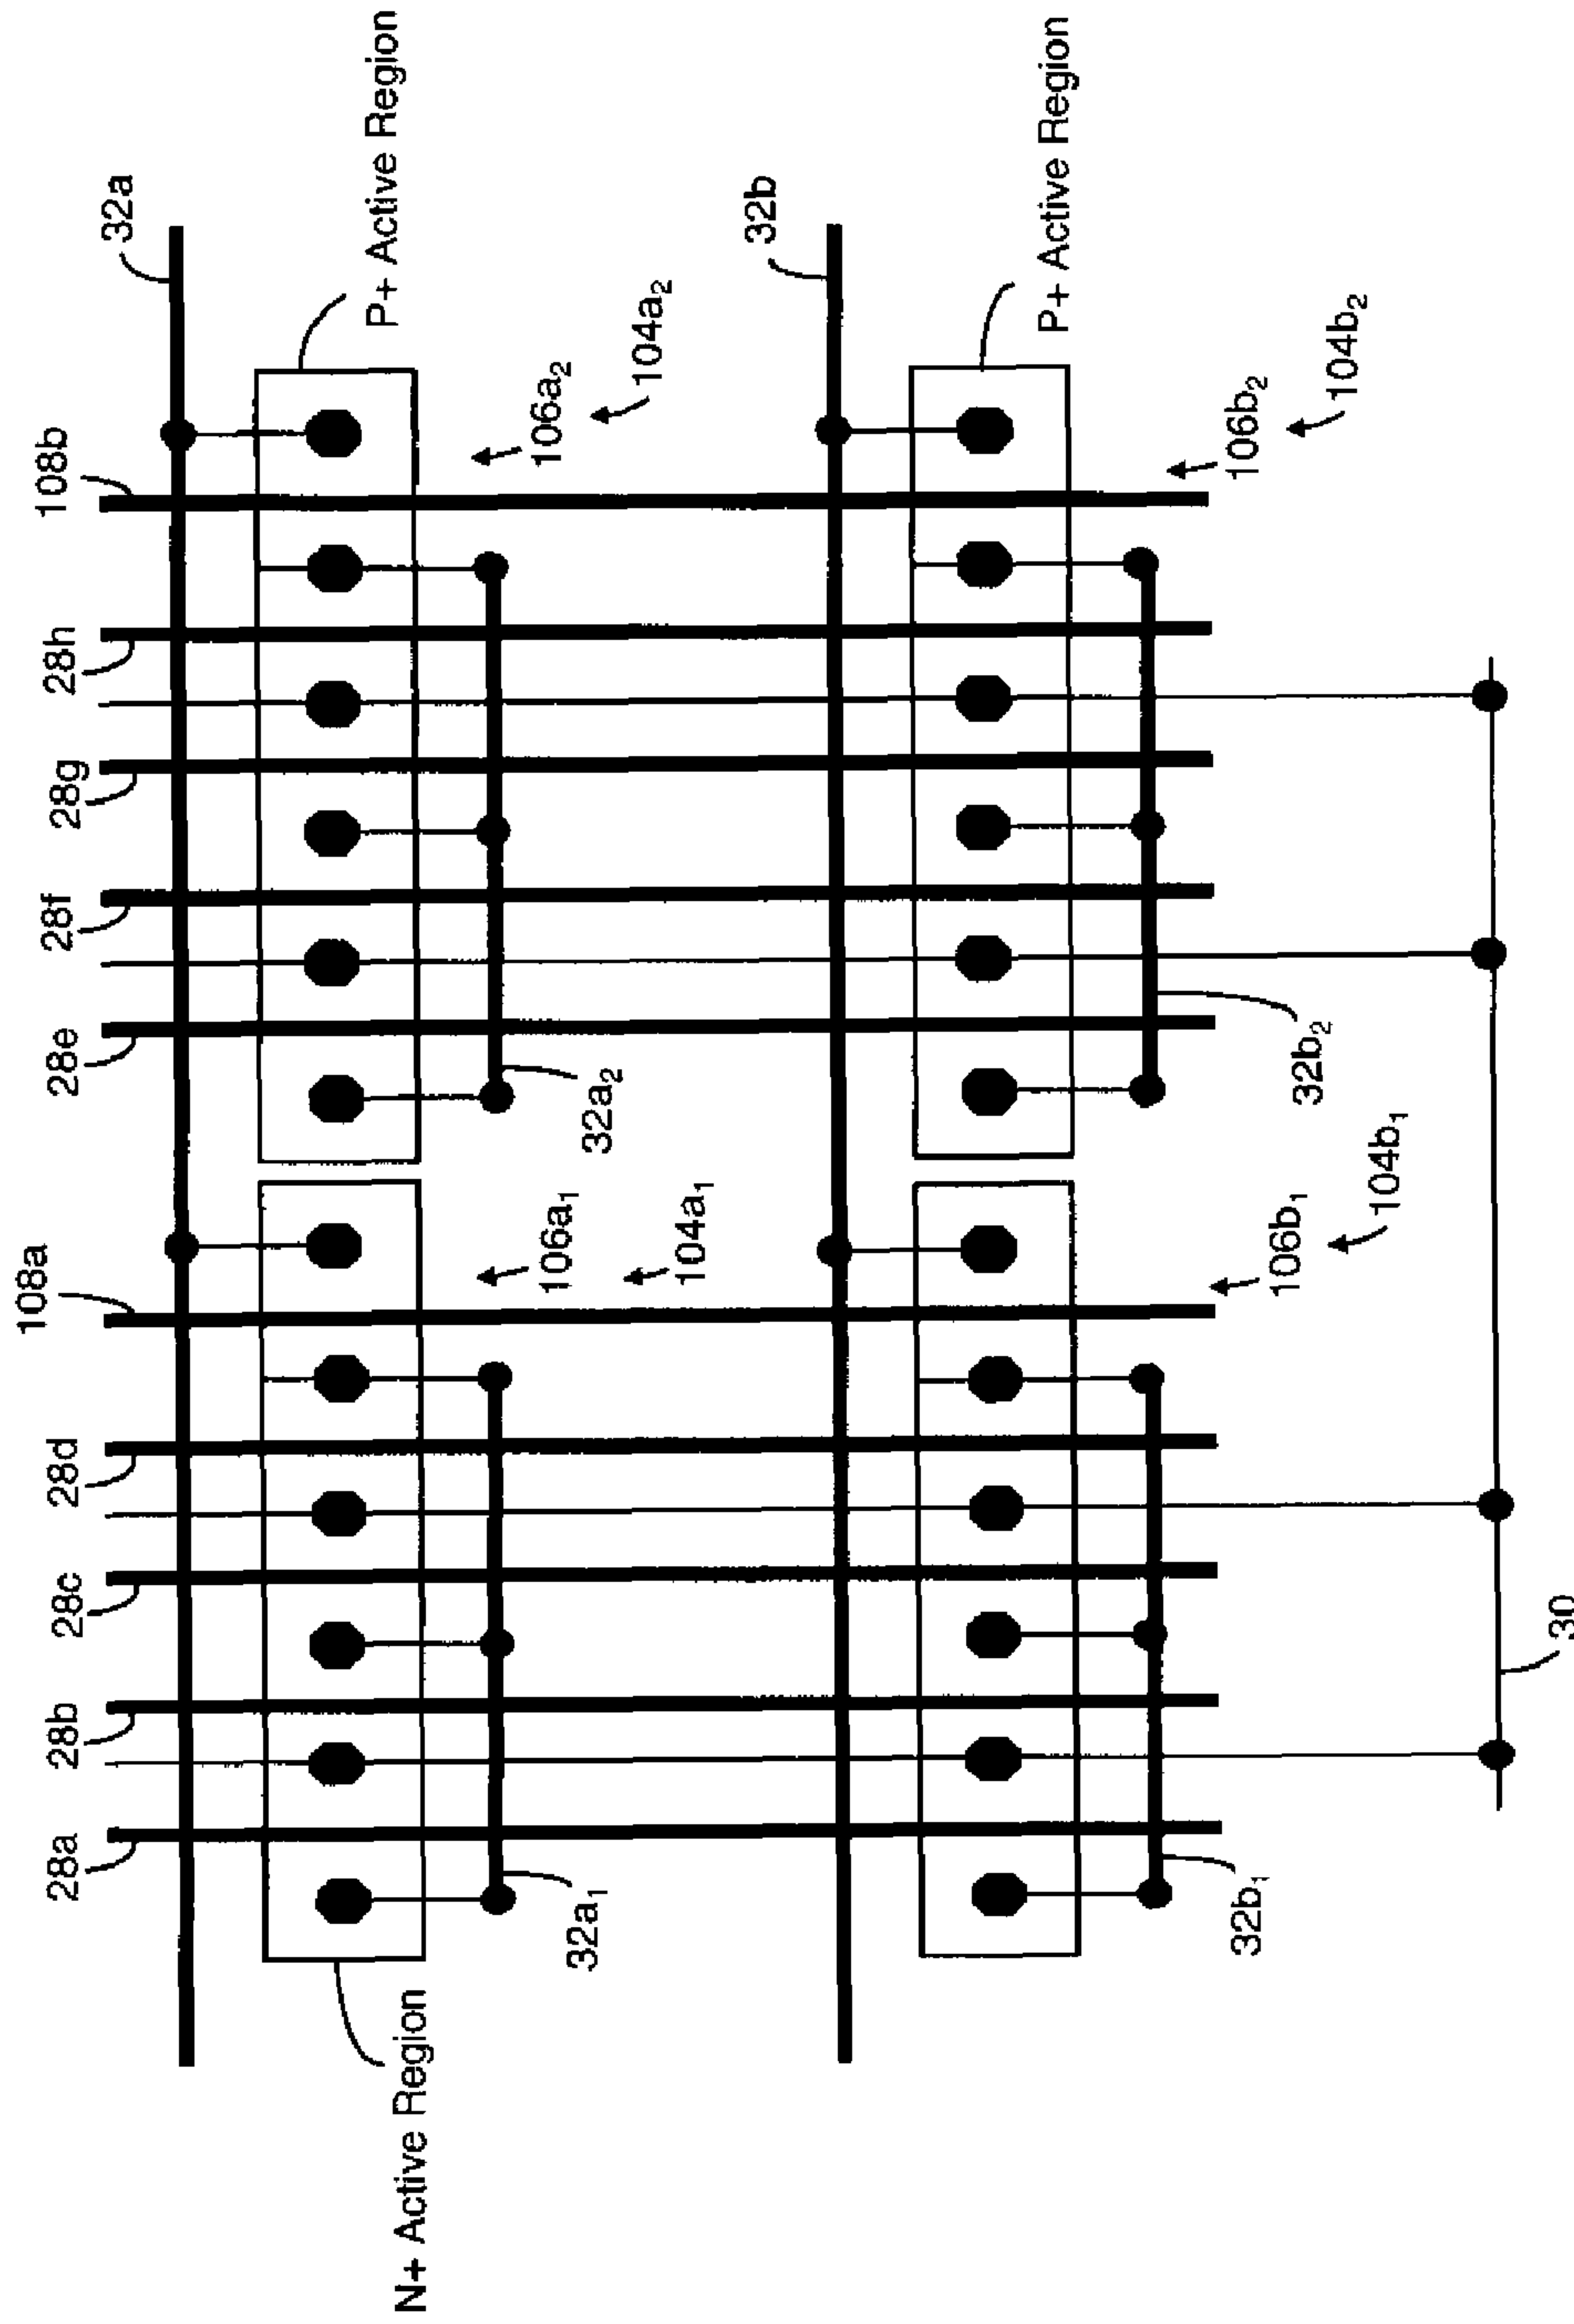 108a
108b
28a
28b
28c
28d
28e
28f
28g
28h
32a
P+ Active Region
N+ Active Region
32a₁
106a₁
104a₁
32a₂
106a₂
104a₂
32b
P+ Active Region
32b₁
106b₁
104b₁
32b₂
106b₂
104b₂
30